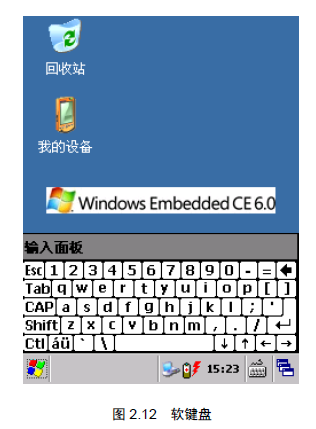 回收站
我的设备
Windows Embedded CE 6.0
输入面板
Esc 1 2 3 4 5 6 7 8 9 0 - =
Tab q w e r t y u i o p [ ]
CAP a s d f g h j k l ; '
Shift z x c v b n m , . /
Ctl áü ` \
15:23
图 2.12 软键盘